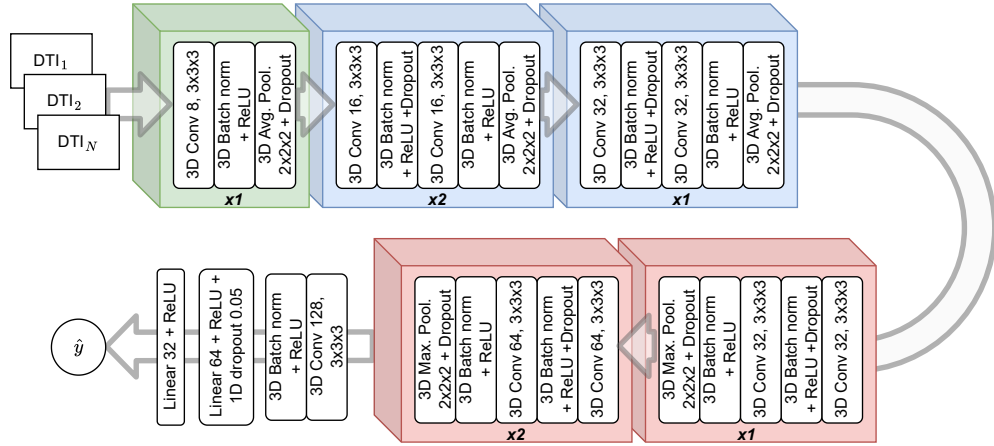 DTI1
DTI2
DTIN
3D Conv 8, 3x3x3
3D Batch norm
+ ReLU
3D Avg. Pool.
2x2x2 + Dropout
x1
3D Conv 16, 3x3x3
3D Batch norm
+ ReLU +Dropout
3D Conv 16, 3x3x3
3D Batch norm
+ ReLU
3D Avg. Pool.
2x2x2 + Dropout
x2
3D Conv 32, 3x3x3
3D Batch norm
+ ReLU +Dropout
3D Conv 32, 3x3x3
3D Batch norm
+ ReLU
3D Avg. Pool.
2x2x2 + Dropout
x1
ŷ
Linear 32 + ReLU
Linear 64 + ReLU +
1D dropout 0.05
3D Batch norm
+ ReLU
3D Conv 128,
3x3x3
3D Max. Pool.
2x2x2 + Dropout
3D Batch norm
+ ReLU
3D Conv 64, 3x3x3
3D Batch norm
+ ReLU +Dropout
3D Conv 64, 3x3x3
x2
3D Max. Pool.
2x2x2 + Dropout
3D Batch norm
+ ReLU
3D Conv 32, 3x3x3
3D Batch norm
+ ReLU +Dropout
3D Conv 32, 3x3x3
x1